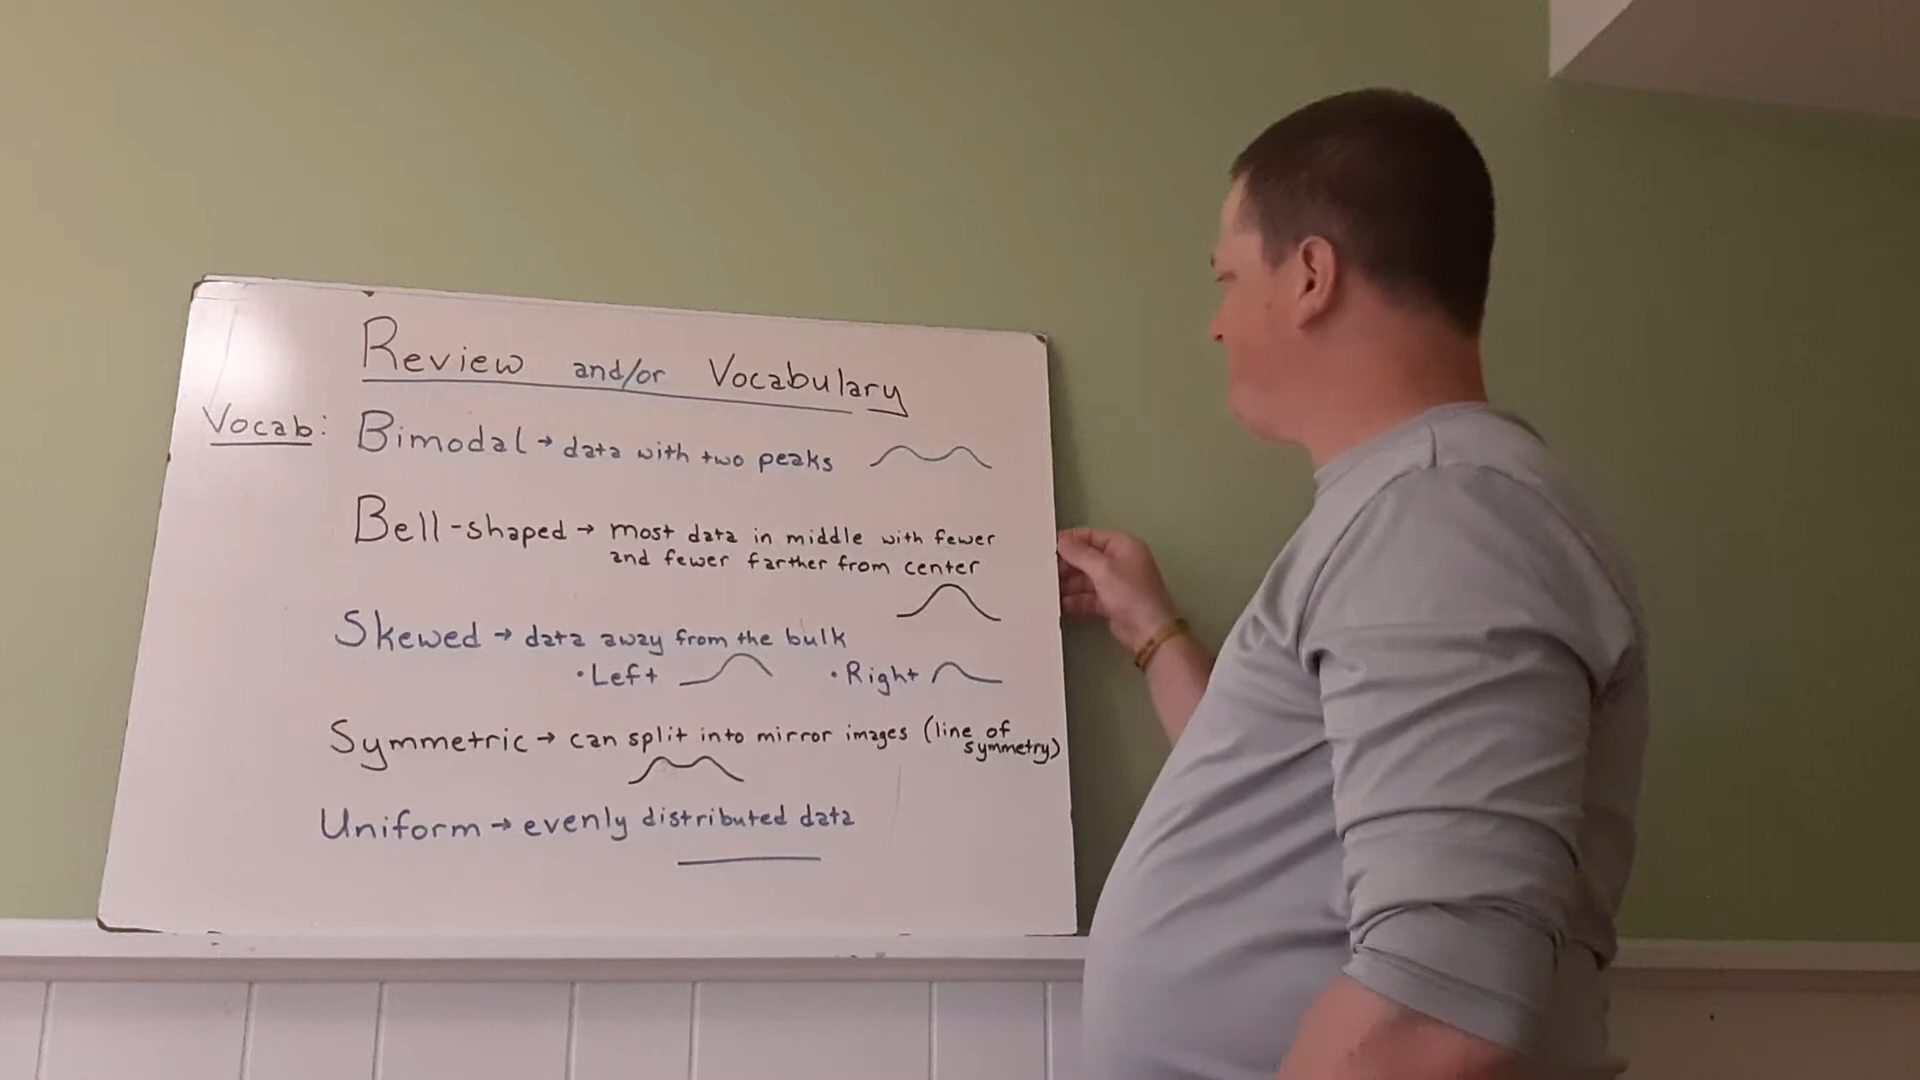 Review and/or Vocabulary
Vocab: Bimodal → data with two peaks
Bell-shaped → most data in middle with fewer
and fewer farther from center
Skewed → data away from the bulk
• Left • Right
Symmetric → can split into mirror images (line of
symmetry)
Uniform → evenly distributed data